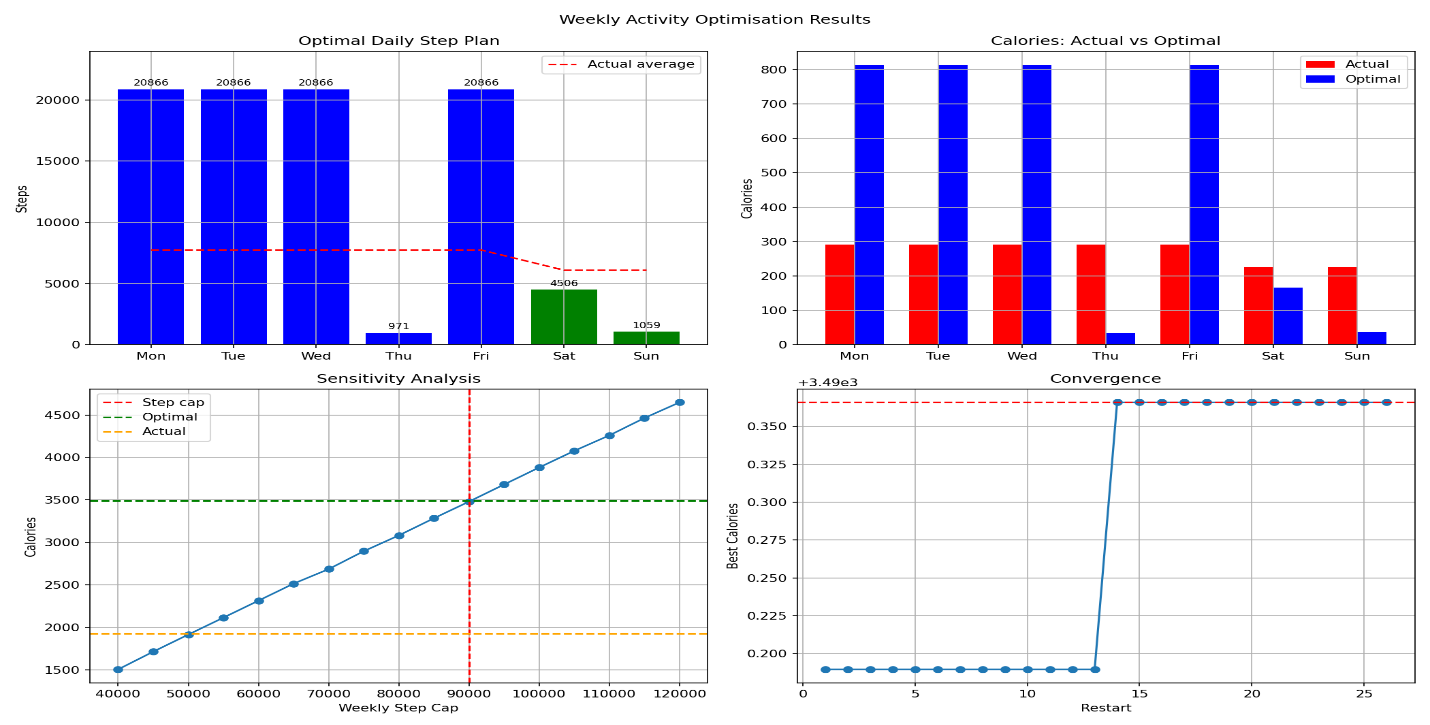 Weekly Activity Optimisation Results
Optimal Daily Step Plan
Actual average
20866 20866 20866 971 20866 4506 1059
Steps
20000
15000
10000
5000
0
Mon Tue Wed Thu Fri Sat Sun
Calories: Actual vs Optimal
Actual
Optimal
Calories
800
700
600
500
400
300
200
100
0
Mon Tue Wed Thu Fri Sat Sun
Sensitivity Analysis
Step cap
Optimal
Actual
Calories
4500
4000
3500
3000
2500
2000
1500
40000 50000 60000 70000 80000 90000 100000 110000 120000
Weekly Step Cap
Convergence
+3.49e3
Best Calories
0.350
0.325
0.300
0.275
0.250
0.225
0.200
0 5 10 15 20 25
Restart